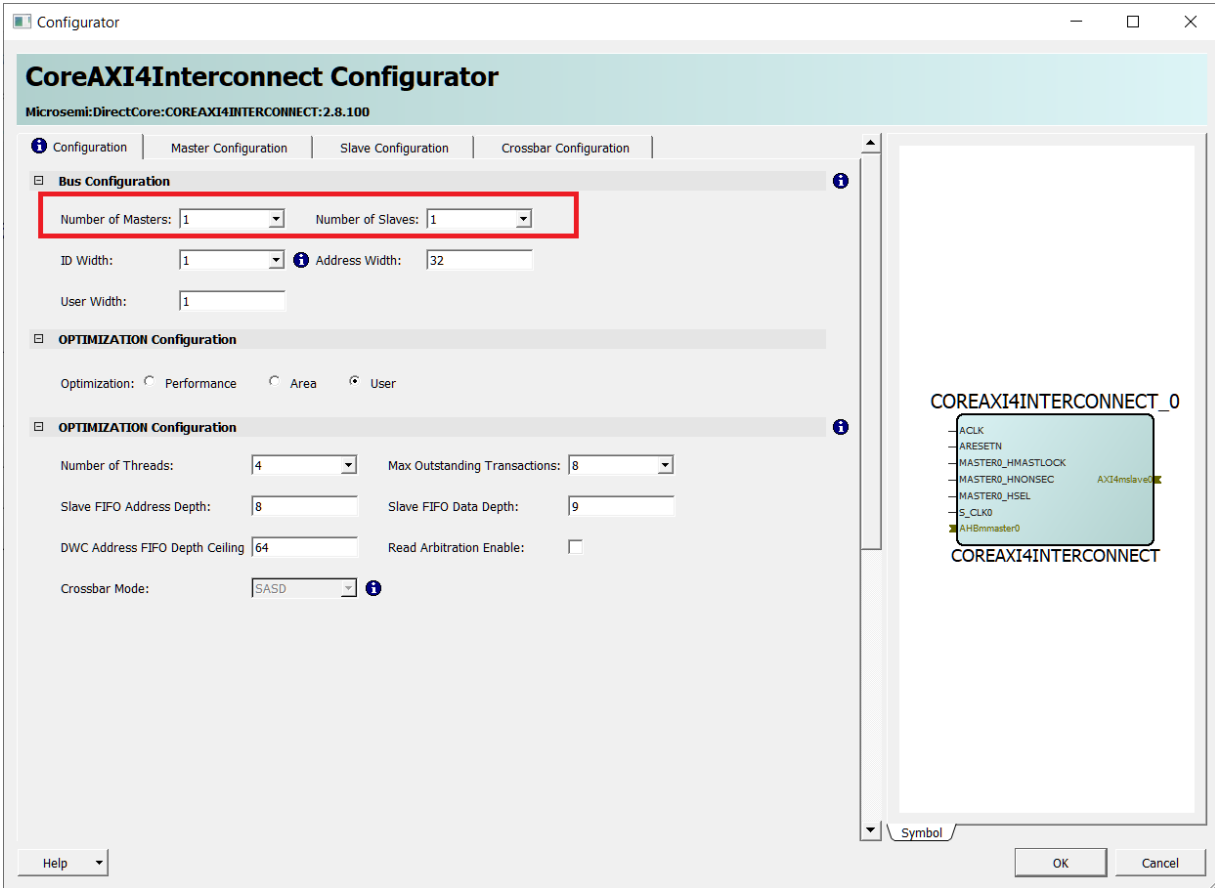 Configurator
CoreAXI4Interconnect Configurator
Microsemi:DirectCore:COREAXI4INTERCONNECT:2.8.100
Configuration Master Configuration Slave Configuration Crossbar Configuration
Bus Configuration
Number of Masters: 1 Number of Slaves: 1
ID Width: 1 Address Width: 32
User Width: 1
OPTIMIZATION Configuration
Optimization: Performance Area User
OPTIMIZATION Configuration
Number of Threads: 4 Max Outstanding Transactions: 8
Slave FIFO Address Depth: 8 Slave FIFO Data Depth: 9
DWC Address FIFO Depth Ceiling 64 Read Arbitration Enable:
Crossbar Mode: SASD
COREAXI4INTERCONNECT_0
ACLK
ARESETN
MASTER0_HMASTLOCK
MASTER0_HNONSEC AXI4mslave0
MASTER0_HSEL
S_CLK0
AHBmmaster0
COREAXI4INTERCONNECT
Symbol
Help OK Cancel